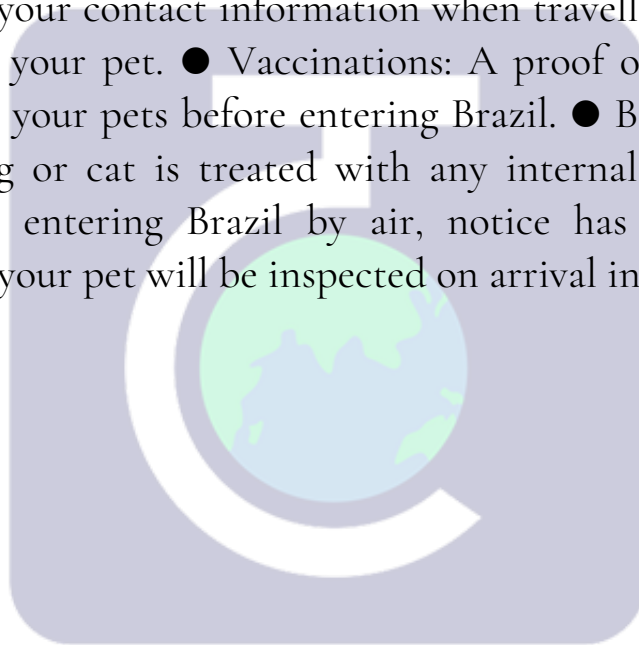 your contact information when travell
your pet. ● Vaccinations: A proof o
your pets before entering Brazil. ● B
g or cat is treated with any internal
entering Brazil by air, notice has
your pet will be inspected on arrival in